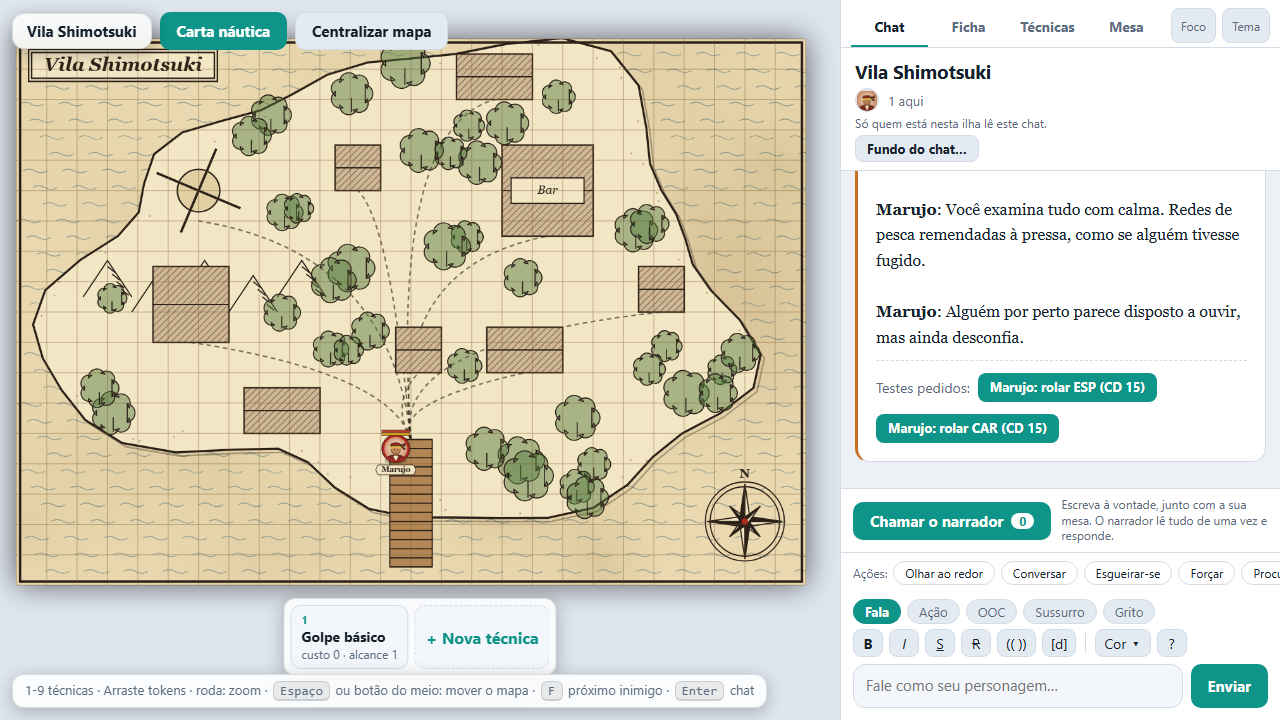 Vila Shimotsuki
Carta náutica
Centralizar mapa
Vila Shimotsuki
Bar
Marujo
N
1
Golpe básico
custo 0 · alcance 1
+ Nova técnica
1-9 técnicas · Arraste tokens · roda: zoom · Espaço ou botão do meio: mover o mapa · F próximo inimigo · Enter chat
Chat
Ficha
Técnicas
Mesa
Foco
Tema
Vila Shimotsuki
1 aqui
Só quem está nesta ilha lê este chat.
Fundo do chat...
Marujo: Você examina tudo com calma. Redes de
pesca remendadas à pressa, como se alguém tivesse
fugido.
Marujo: Alguém por perto parece disposto a ouvir,
mas ainda desconfia.
Testes pedidos: Marujo: rolar ESP (CD 15)
Marujo: rolar CAR (CD 15)
Chamar o narrador 0
Escreva à vontade, junto com a sua
mesa. O narrador lê tudo de uma vez e
responde.
Ações: Olhar ao redor Conversar Esgueirar-se Forçar Procu
Fala Ação OOC Sussurro Grito
B I S R (( )) [d] Cor ▾ ?
Fale como seu personagem...
Enviar